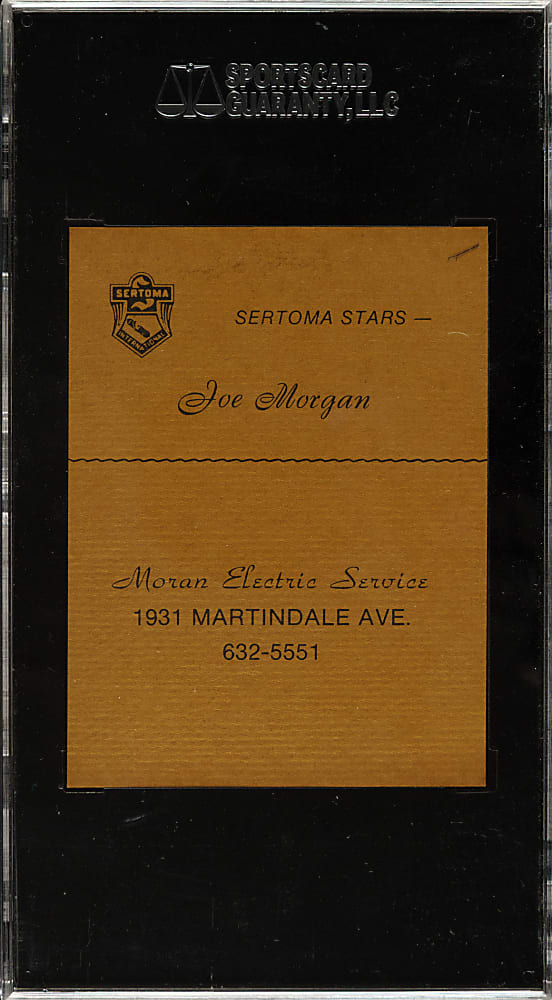 SPORTSCARD
GUARANTY, LLC
SERTOMA
INTERNATIONAL
SERTOMA STARS —
Joe Morgan
Moran Electric Service
1931 MARTINDALE AVE.
632-5551